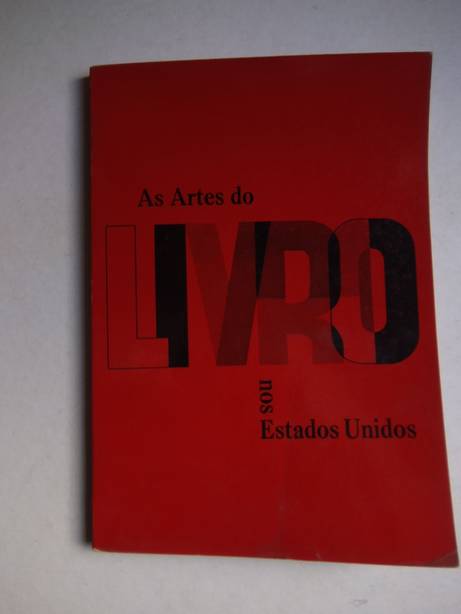 As Artes do
LIVRO
nos
Estados Unidos